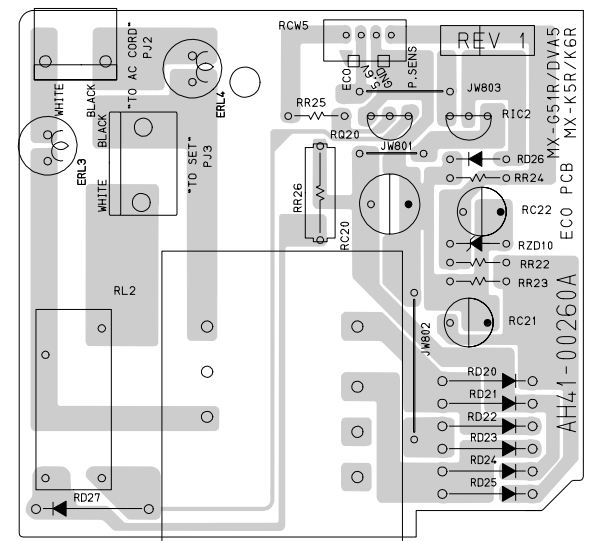 RCW5
REV 1
MX-G51R/DVA5
MX-K5R/K6R
"TO AC CORD"
PJ2
WHITE
BLACK
ERL4
ECO
5.6V
GND
P.SENS
JW803
RR25
RIC2
RQ20
JW801
ERL3
WHITE BLACK
"TO SET"
PJ3
RR26
RC20
RD26
RR24
RC22
RZD10
RR22
RR23
ECO PCB
AH41-00260A
RL2
JW802
RC21
RD20
RD21
RD22
RD23
RD24
RD25
RD27